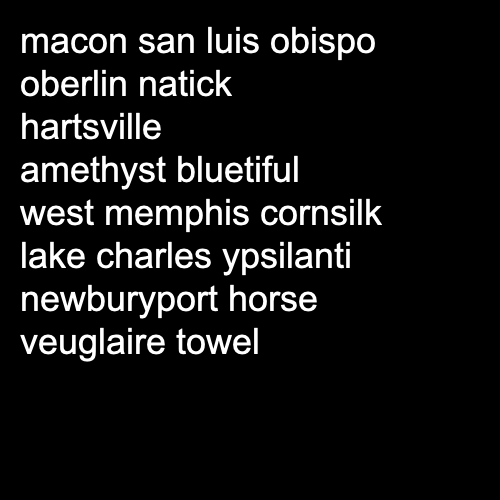 macon san luis obispo
oberlin natick
hartsville
amethyst bluetiful
west memphis cornsilk
lake charles ypsilanti
newburyport horse
veuglaire towel